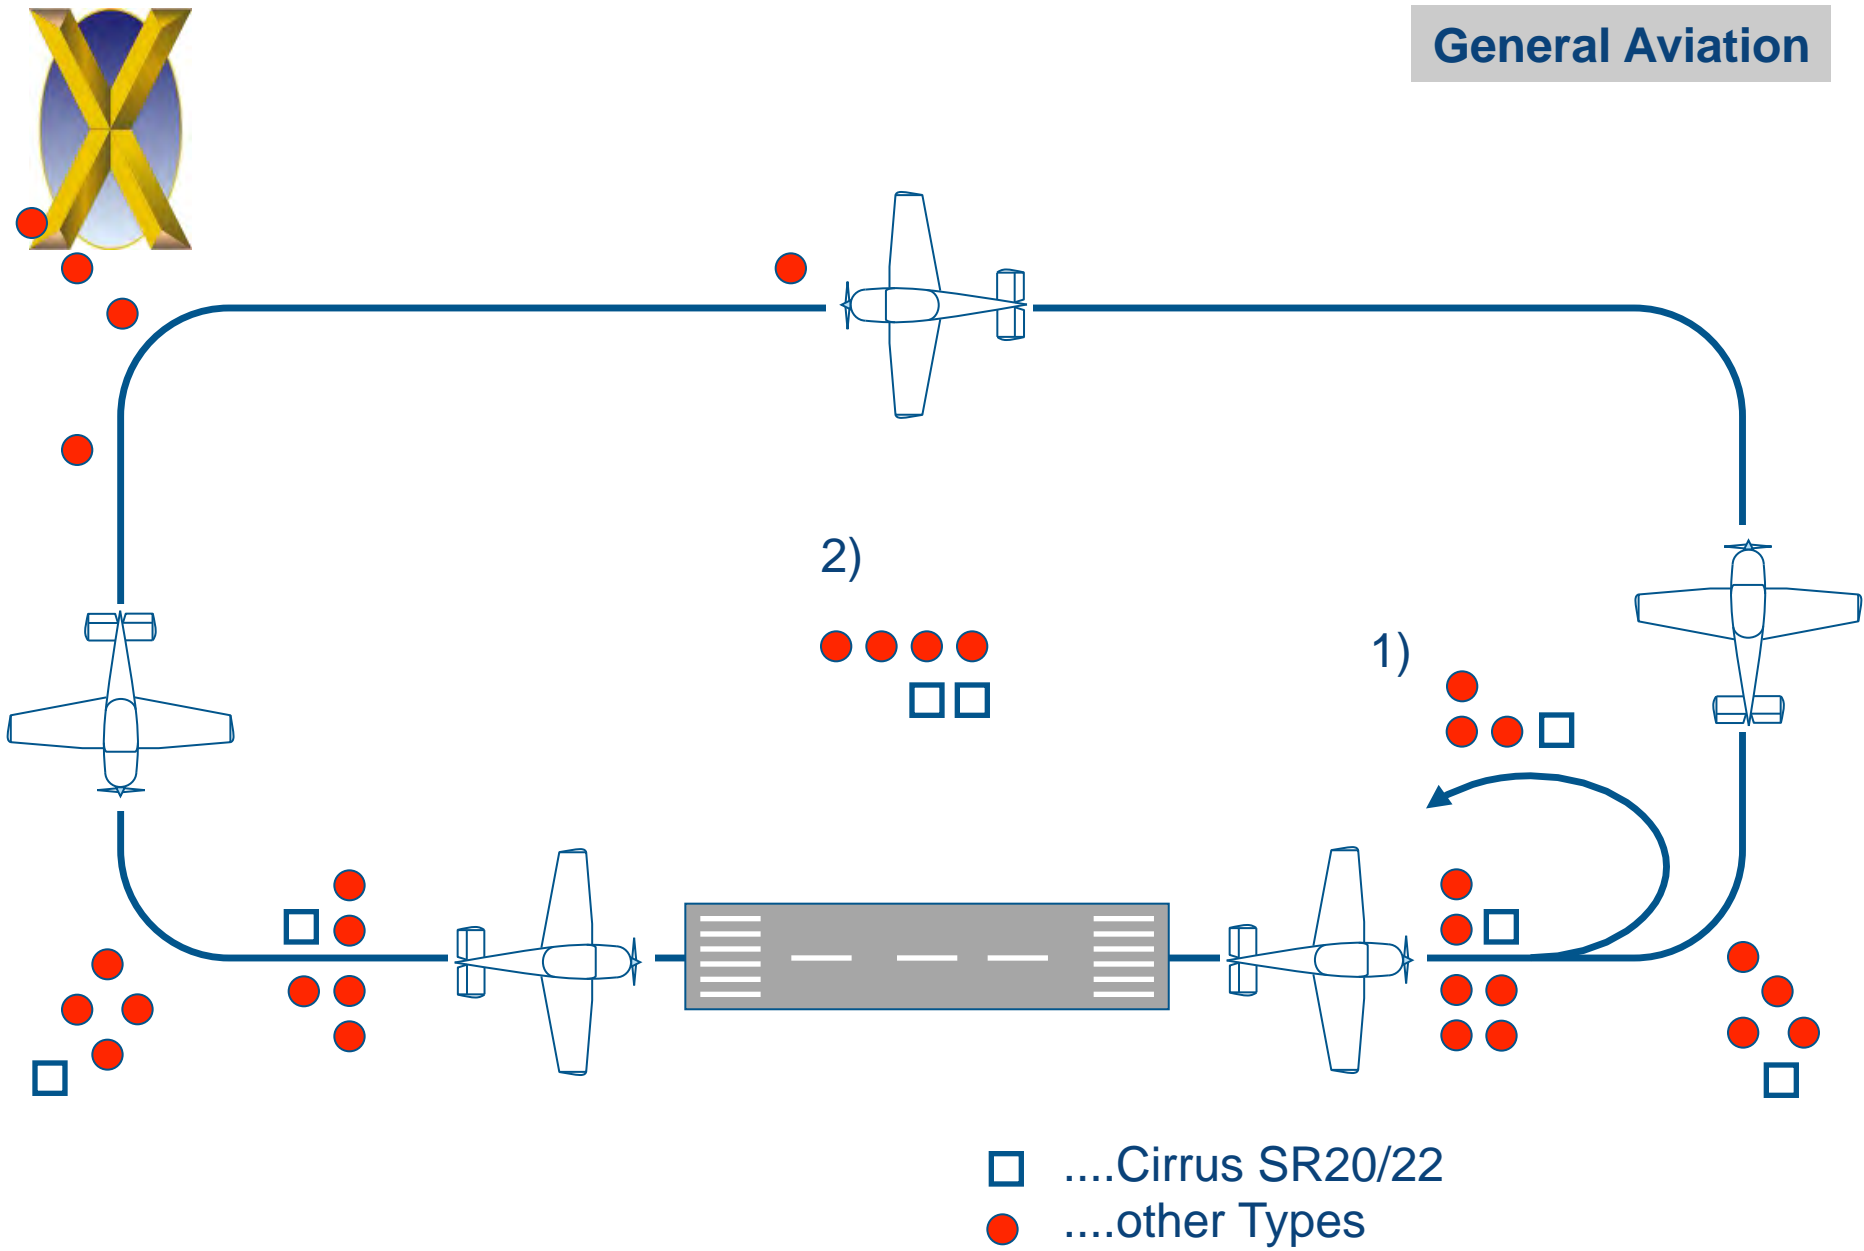 General Aviation
2)
1)
....Cirrus SR20/22
....other Types